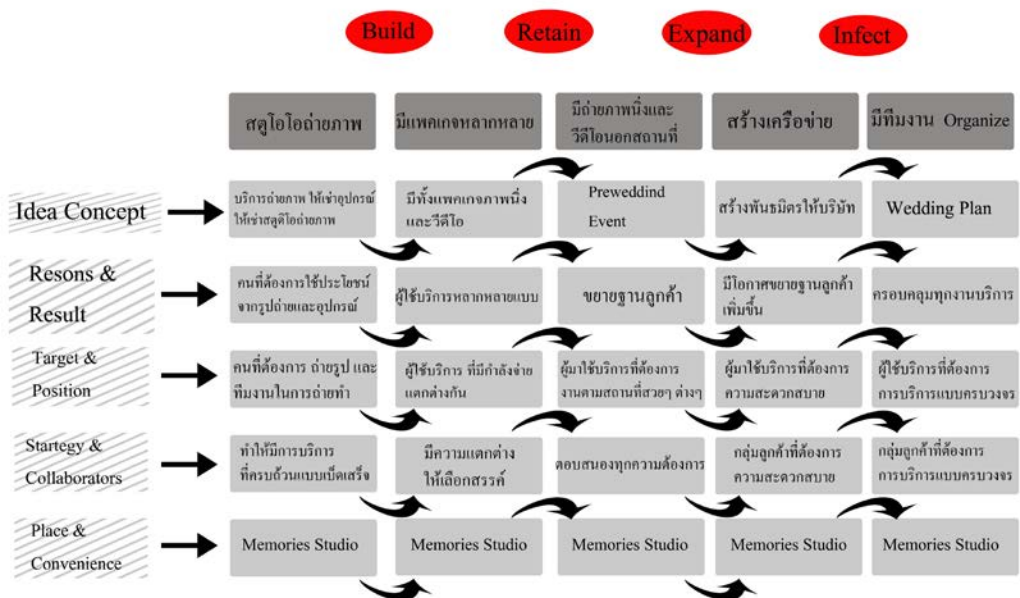 Build Retain Expand Infect
สตูโอโอถ่ายภาพ
มีแพคเกจหลากหลาย
มีถ่ายภาพนิ่งและ
วีดีโอนอกสถานที่
สร้างเครือข่าย
มีทีมงาน Organize
Idea Concept
บริการถ่ายภาพ ให้เช่าอุปกรณ์
ให้เช่าสตูดิโอถ่ายภาพ
มีทั้งแพคเกจภาพนิ่ง
และวีดีโอ
Preweddind
Event
สร้างพันธมิตรให้บริษัท
Wedding Plan
Resons &
Result
คนที่ต้องการใช้ประโยชน์
จากรูปถ่ายและอุปกรณ์
ผู้ใช้บริการหลากหลายแบบ
ขยายฐานลูกค้า
มีโอกาศขยายฐานลูกค้า
เพิ่มขึ้น
ครอบคลุมทุกงานบริการ
Target &
Position
คนที่ต้องการ ถ่ายรูป และ
ทีมงานในการถ่ายทำ
ผู้ใช้บริการ ที่มีกำลังจ่าย
แตกต่างกัน
ผู้มาใช้บริการที่ต้องการ
งานตามสถานที่สวยๆ ต่างๆ
ผู้มาใช้บริการที่ต้องการ
ความสะดวกสบาย
ผู้ใช้บริการที่ต้องการ
การบริการแบบครบวงจร
Startegy &
Collaborators
ทำให้มีการบริการ
ที่ครบถ้วนแบบเบ็ดเสร็จ
มีความแตกต่าง
ให้เลือกสรรค์
ตอบสนองทุกความต้องการ
กลุ่มลูกค้าที่ต้องการ
ความสะดวกสบาย
กลุ่มลูกค้าที่ต้องการ
การบริการแบบครบวงจร
Place &
Convenience
Memories Studio
Memories Studio
Memories Studio
Memories Studio
Memories Studio